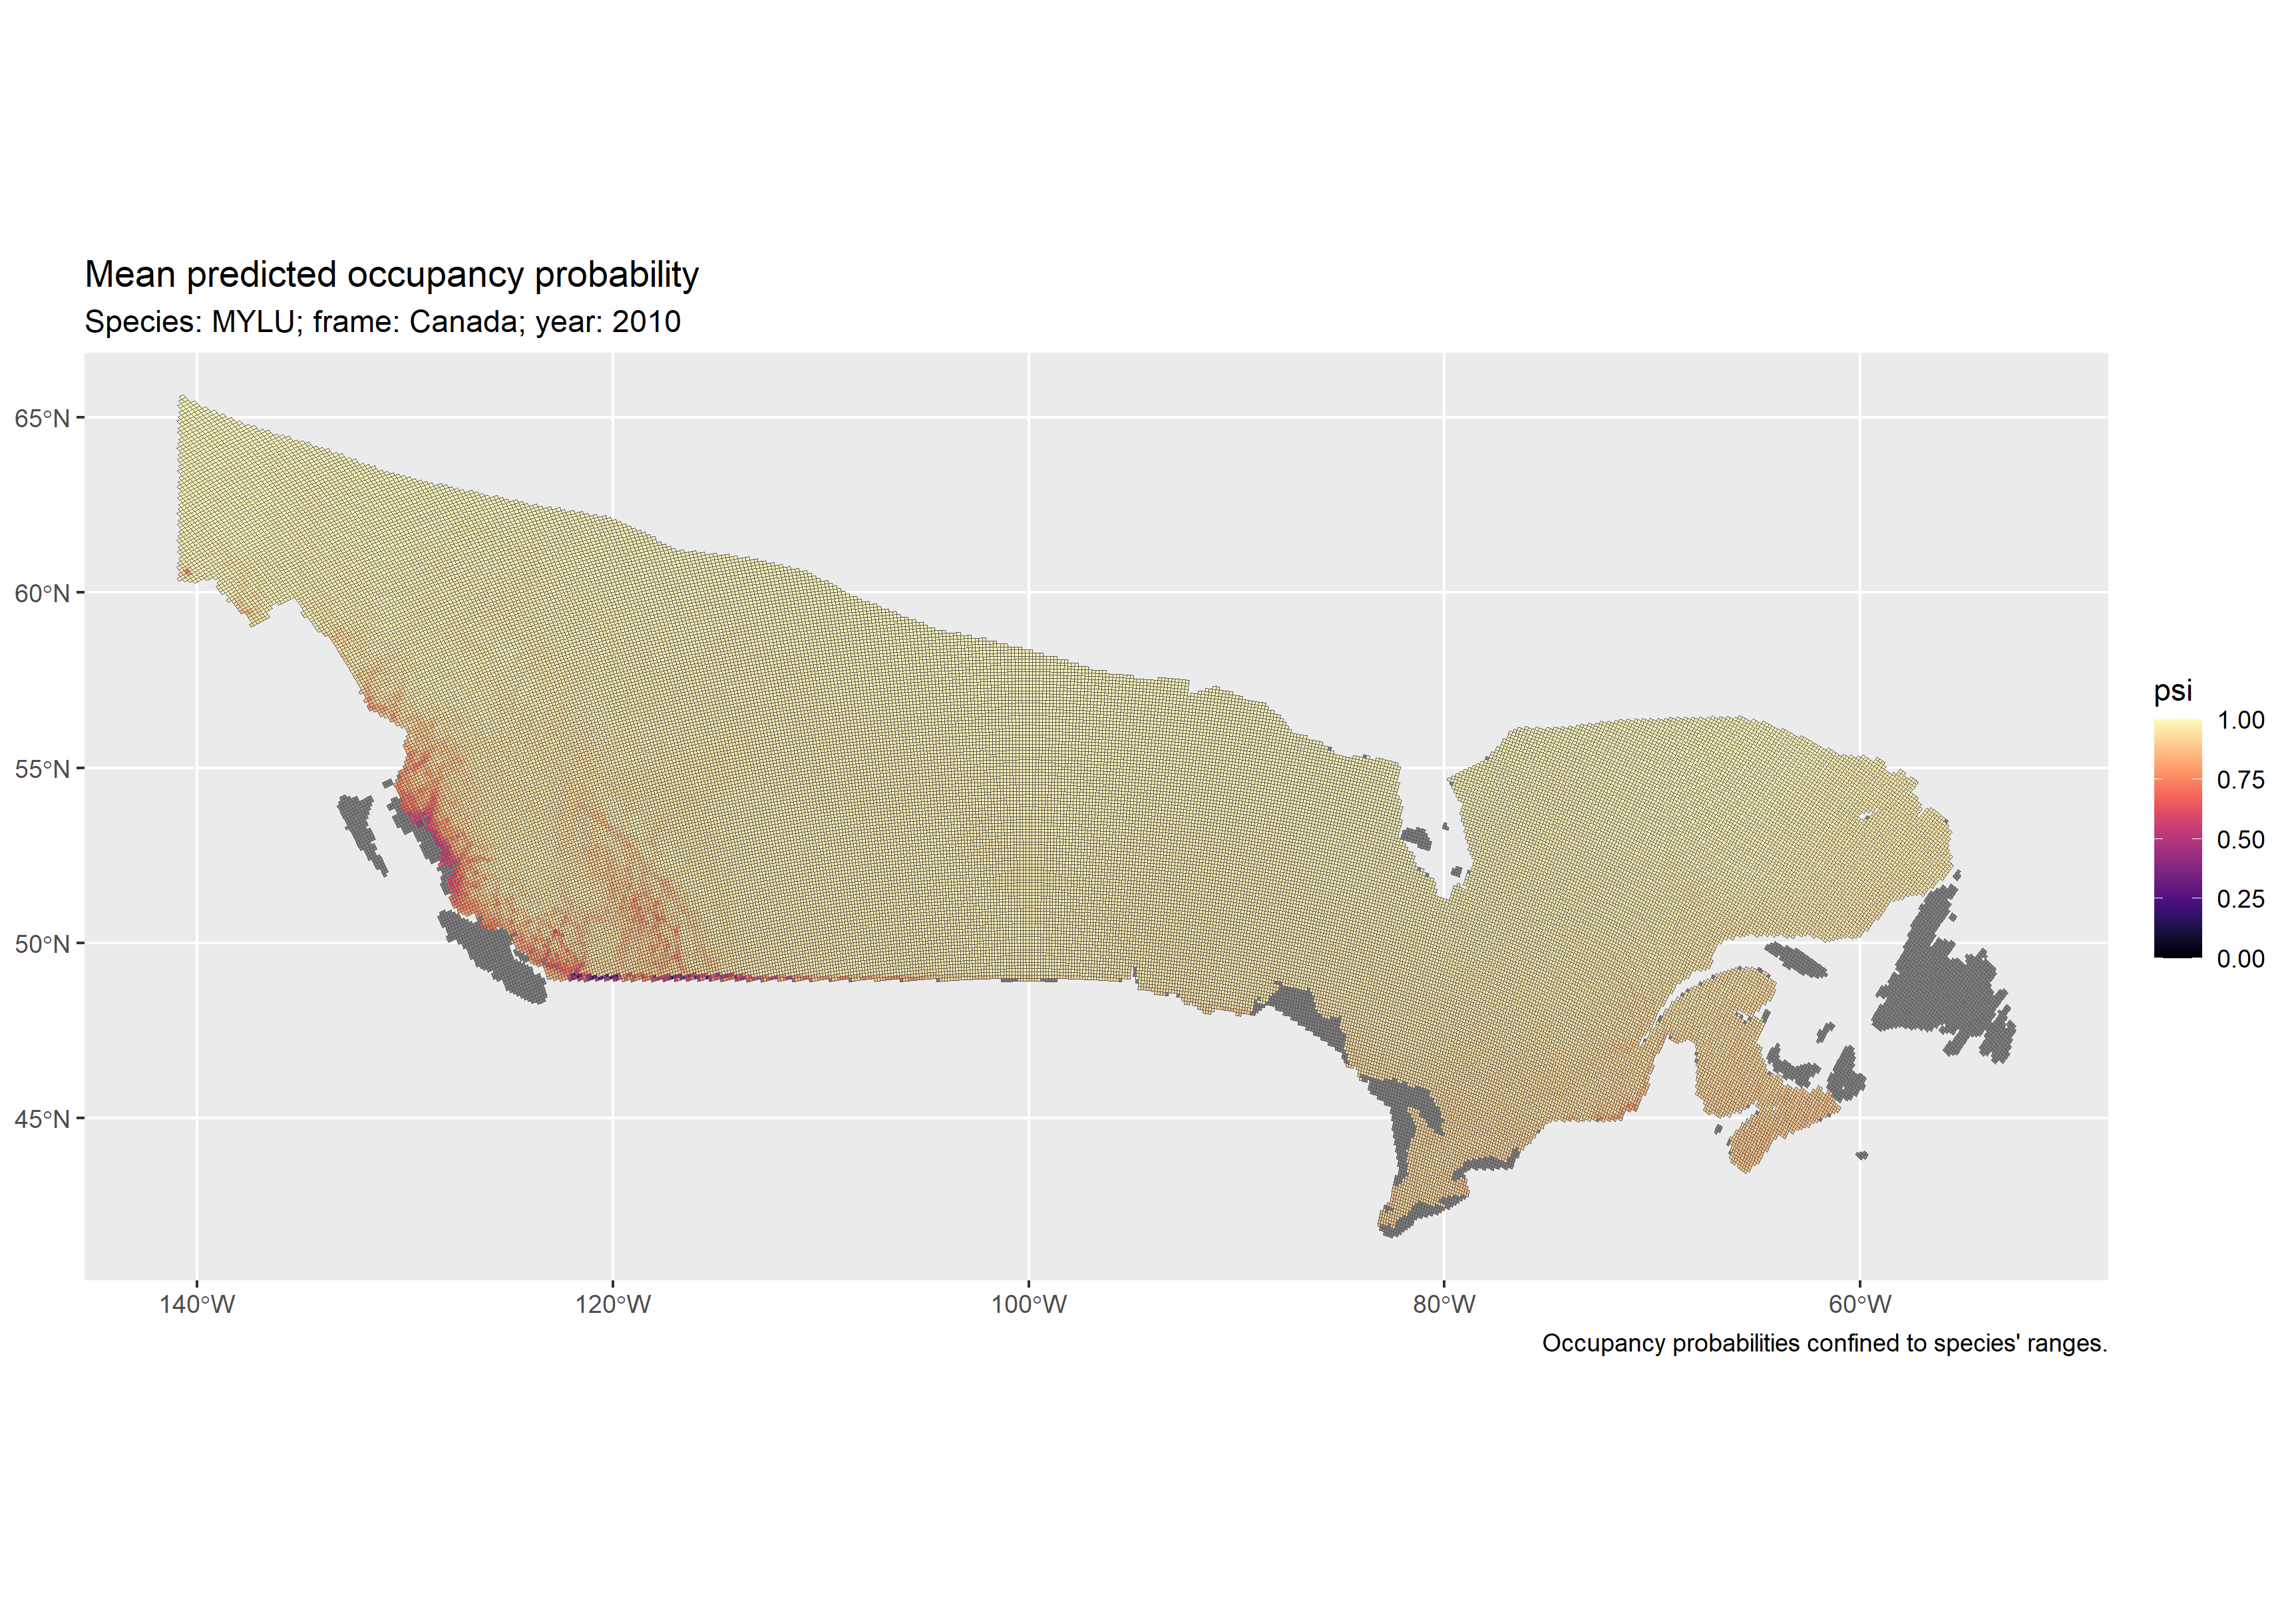 Mean predicted occupancy probability
Species: MYLU; frame: Canada; year: 2010
65°N
60°N
55°N
50°N
45°N
140°W
120°W
100°W
80°W
60°W
psi
1.00
0.75
0.50
0.25
0.00
Occupancy probabilities confined to species' ranges.